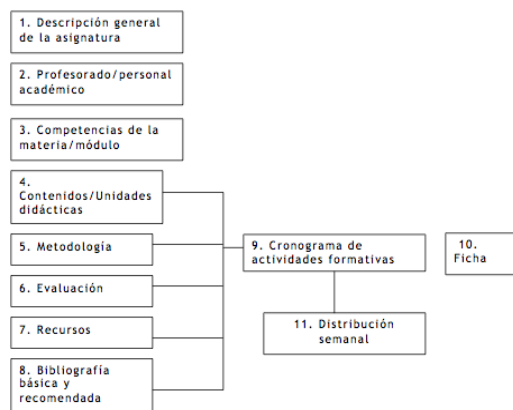 1. Descripción general
de la asignatura
2. Profesorado/personal
académico
3. Competencias de la
materia/módulo
4.
Contenidos/Unidades
didácticas
5. Metodología
6. Evaluación
7. Recursos
8. Bibliografía
básica y
recomendada
9. Cronograma de
actividades formativas
10.
Ficha
11. Distribución
semanal